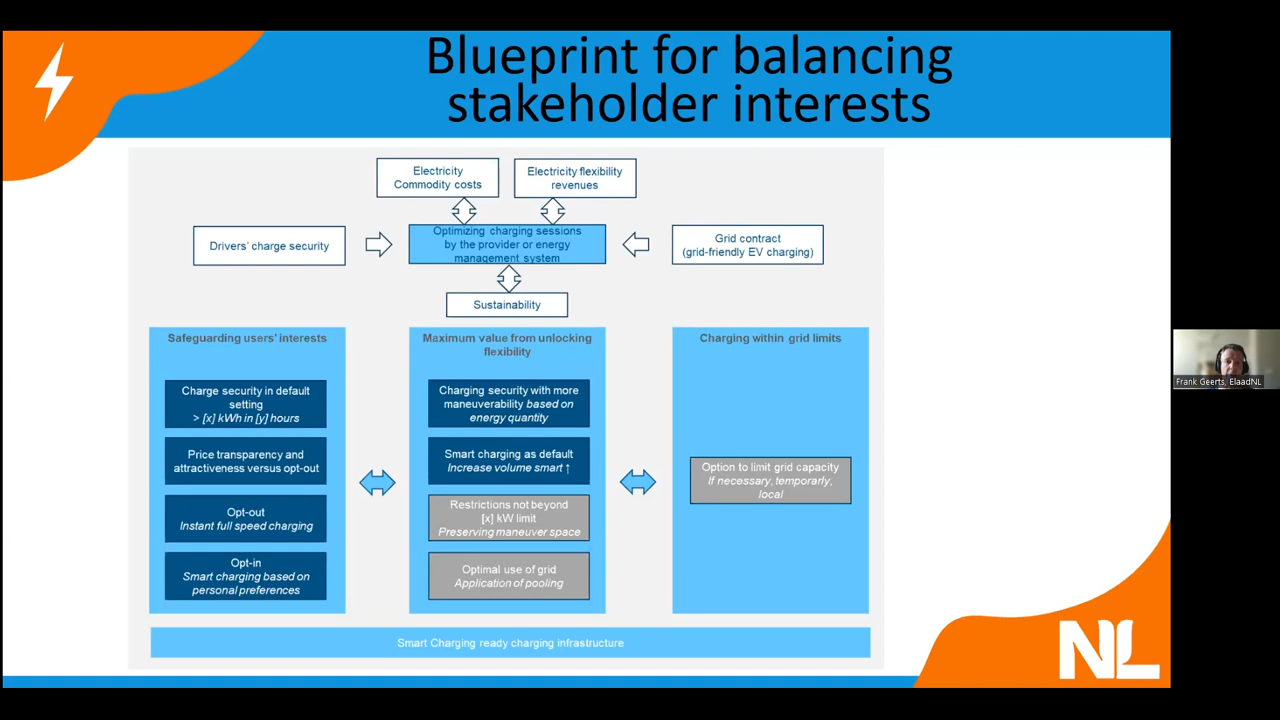 Blueprint for balancing
stakeholder interests
Electricity
Commodity costs
Electricity flexibility
revenues
Drivers' charge security
Optimizing charging sessions
by the provider or energy
management system
Grid contract
(grid-friendly EV charging)
Sustainability
Safeguarding users' interests
Charge security in default
setting
> [x] kWh in [y] hours
Price transparency and
attractiveness versus opt-out
Opt-out
Instant full speed charging
Opt-in
Smart charging based on
personal preferences
Maximum value from unlocking
flexibility
Charging security with more
maneuverability based on
energy quantity
Smart charging as default
Increase volume smart ↑
Restrictions not beyond
[x] kW limit
Preserving maneuver space
Optimal use of grid
Application of pooling
Charging within grid limits
Option to limit grid capacity
If necessary, temporarly,
local
Smart Charging ready charging infrastructure
NL
Frank Geerts, ElaadNL